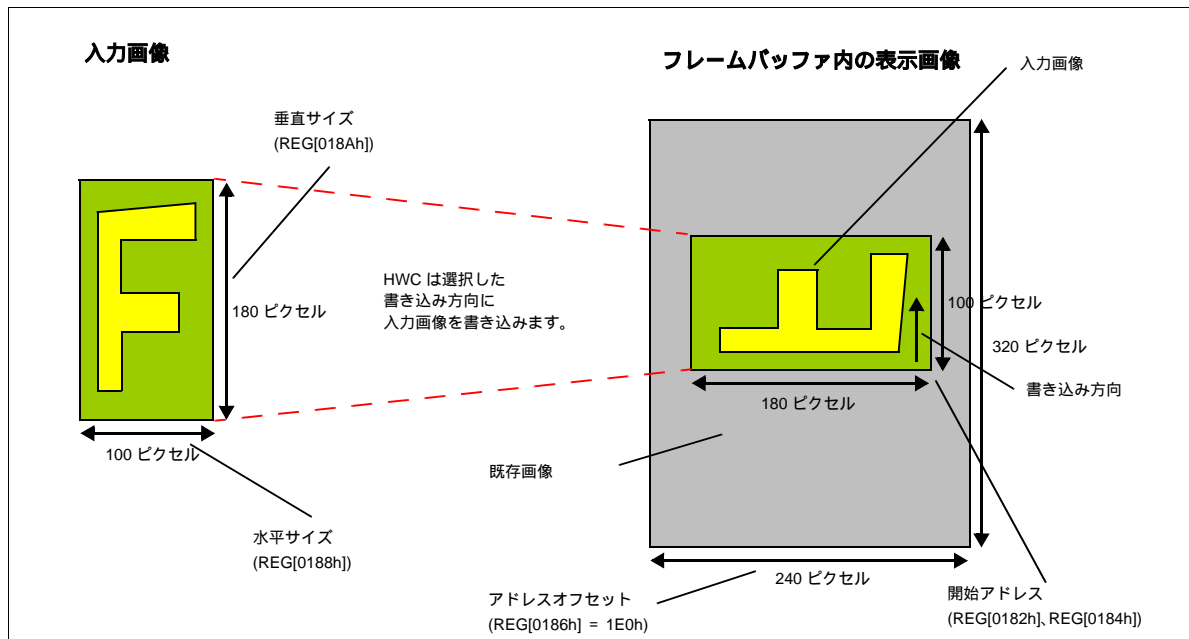 入力画像
フレームバッファ内の表示画像
入力画像
垂直サイズ
(REG[018Ah])
180 ピクセル
HWC は選択した
書き込み方向に
入力画像を書き込みます。
100 ピクセル
320 ピクセル
180 ピクセル
書き込み方向
100 ピクセル
既存画像
水平サイズ
(REG[0188h])
240 ピクセル
アドレスオフセット
(REG[0186h] = 1E0h)
開始アドレス
(REG[0182h]、REG[0184h])